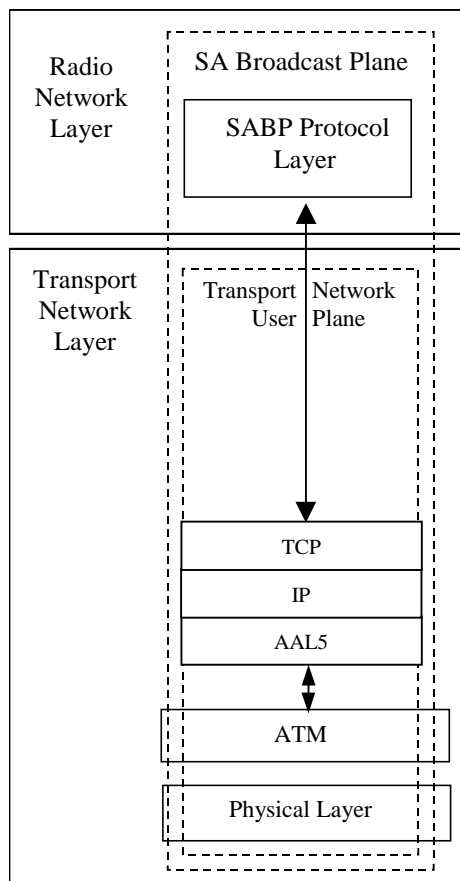 Radio
Network
Layer
SA Broadcast Plane
SABP Protocol
Layer
Transport
Network
Layer
Transport Network
User Plane
TCP
IP
AAL5
ATM
Physical Layer